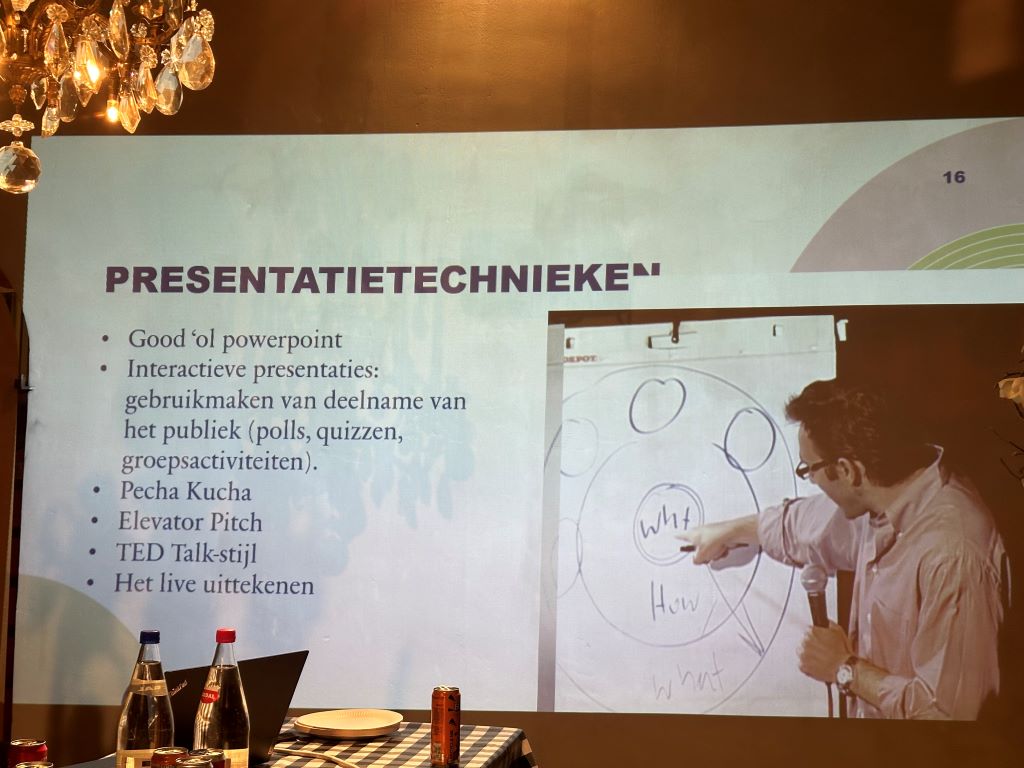 16
PRESENTATIETECHNIEKEN
• Good ‘ol powerpoint
• Interactieve presentaties:
gebruikmaken van deelname van
het publiek (polls, quizzen,
groepsactiviteiten).
• Pecha Kucha
• Elevator Pitch
• TED Talk-stijl
• Het live uittekenen
DEPOT
why
How
what